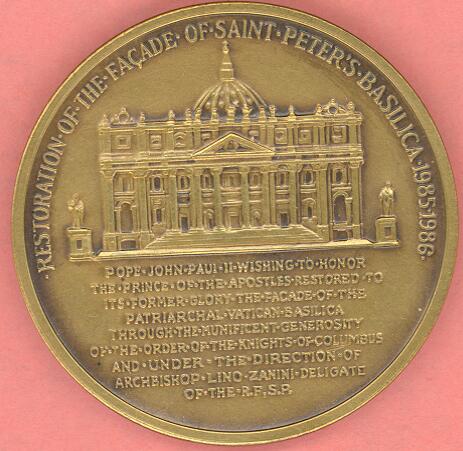 ·RESTORATION·OF·THE·FAÇADE·OF·SAINT·PETER'S·BASILICA·1985·1986·
POPE·JOHN·PAUL·II·WISHING·TO·HONOR
THE·PRINCE·OF·THE·APOSTLES·RESTORED·TO
ITS·FORMER·GLORY·THE·FACADE·OF·THE
PATRIARCHAL·VATICAN·BASILICA
THROUGH·THE·MUNIFICENT·GENEROSITY
OF·THE·ORDER·OF·THE·KNIGHTS·OF·COLUMBUS
AND·UNDER·THE·DIRECTION·OF
ARCHBISHOP·LINO·ZANINI·DELIGATE
OF·THE·R.F.S.P.